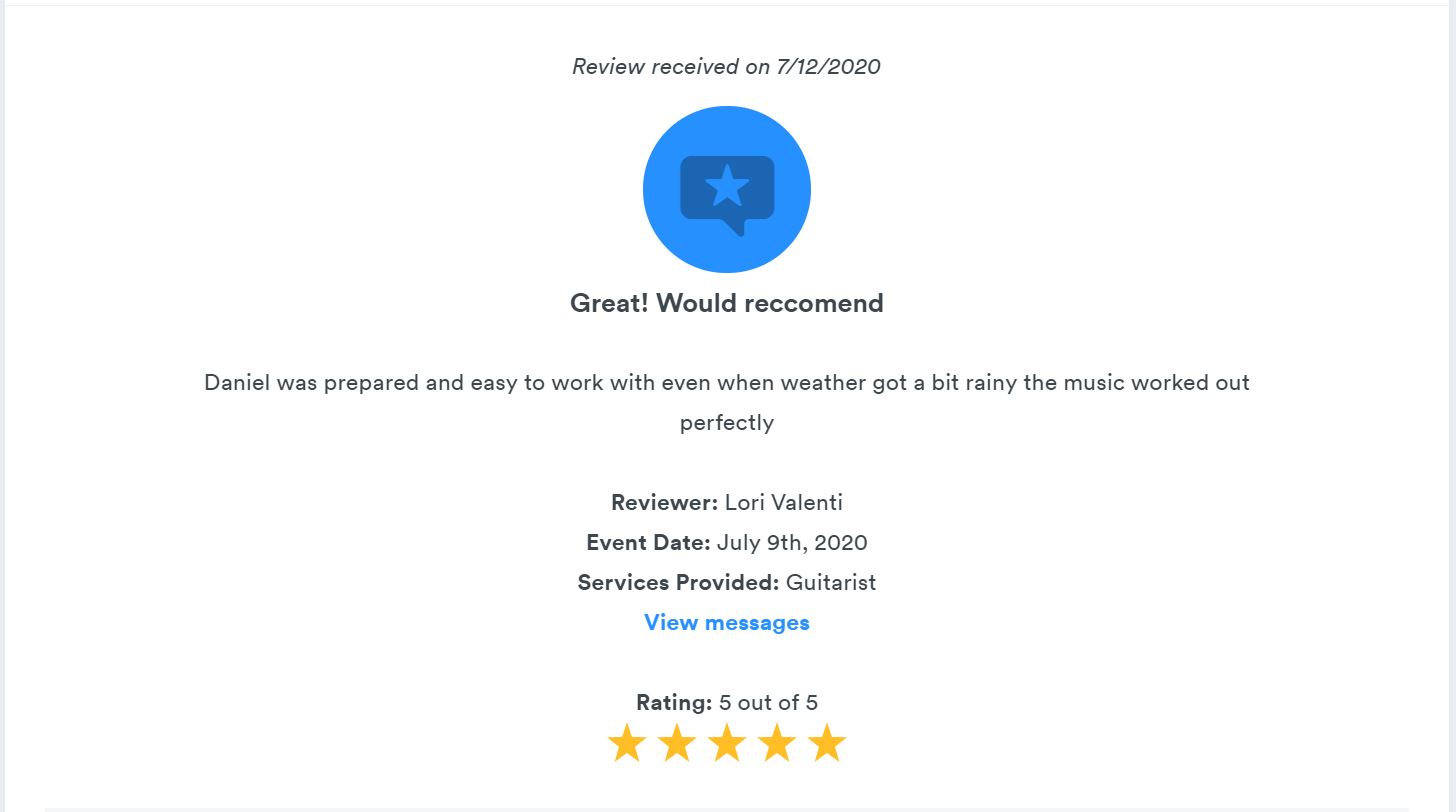 Review received on 7/12/2020
Great! Would reccomend
Daniel was prepared and easy to work with even when weather got a bit rainy the music worked out
perfectly
Reviewer: Lori Valenti
Event Date: July 9th, 2020
Services Provided: Guitarist
View messages
Rating: 5 out of 5